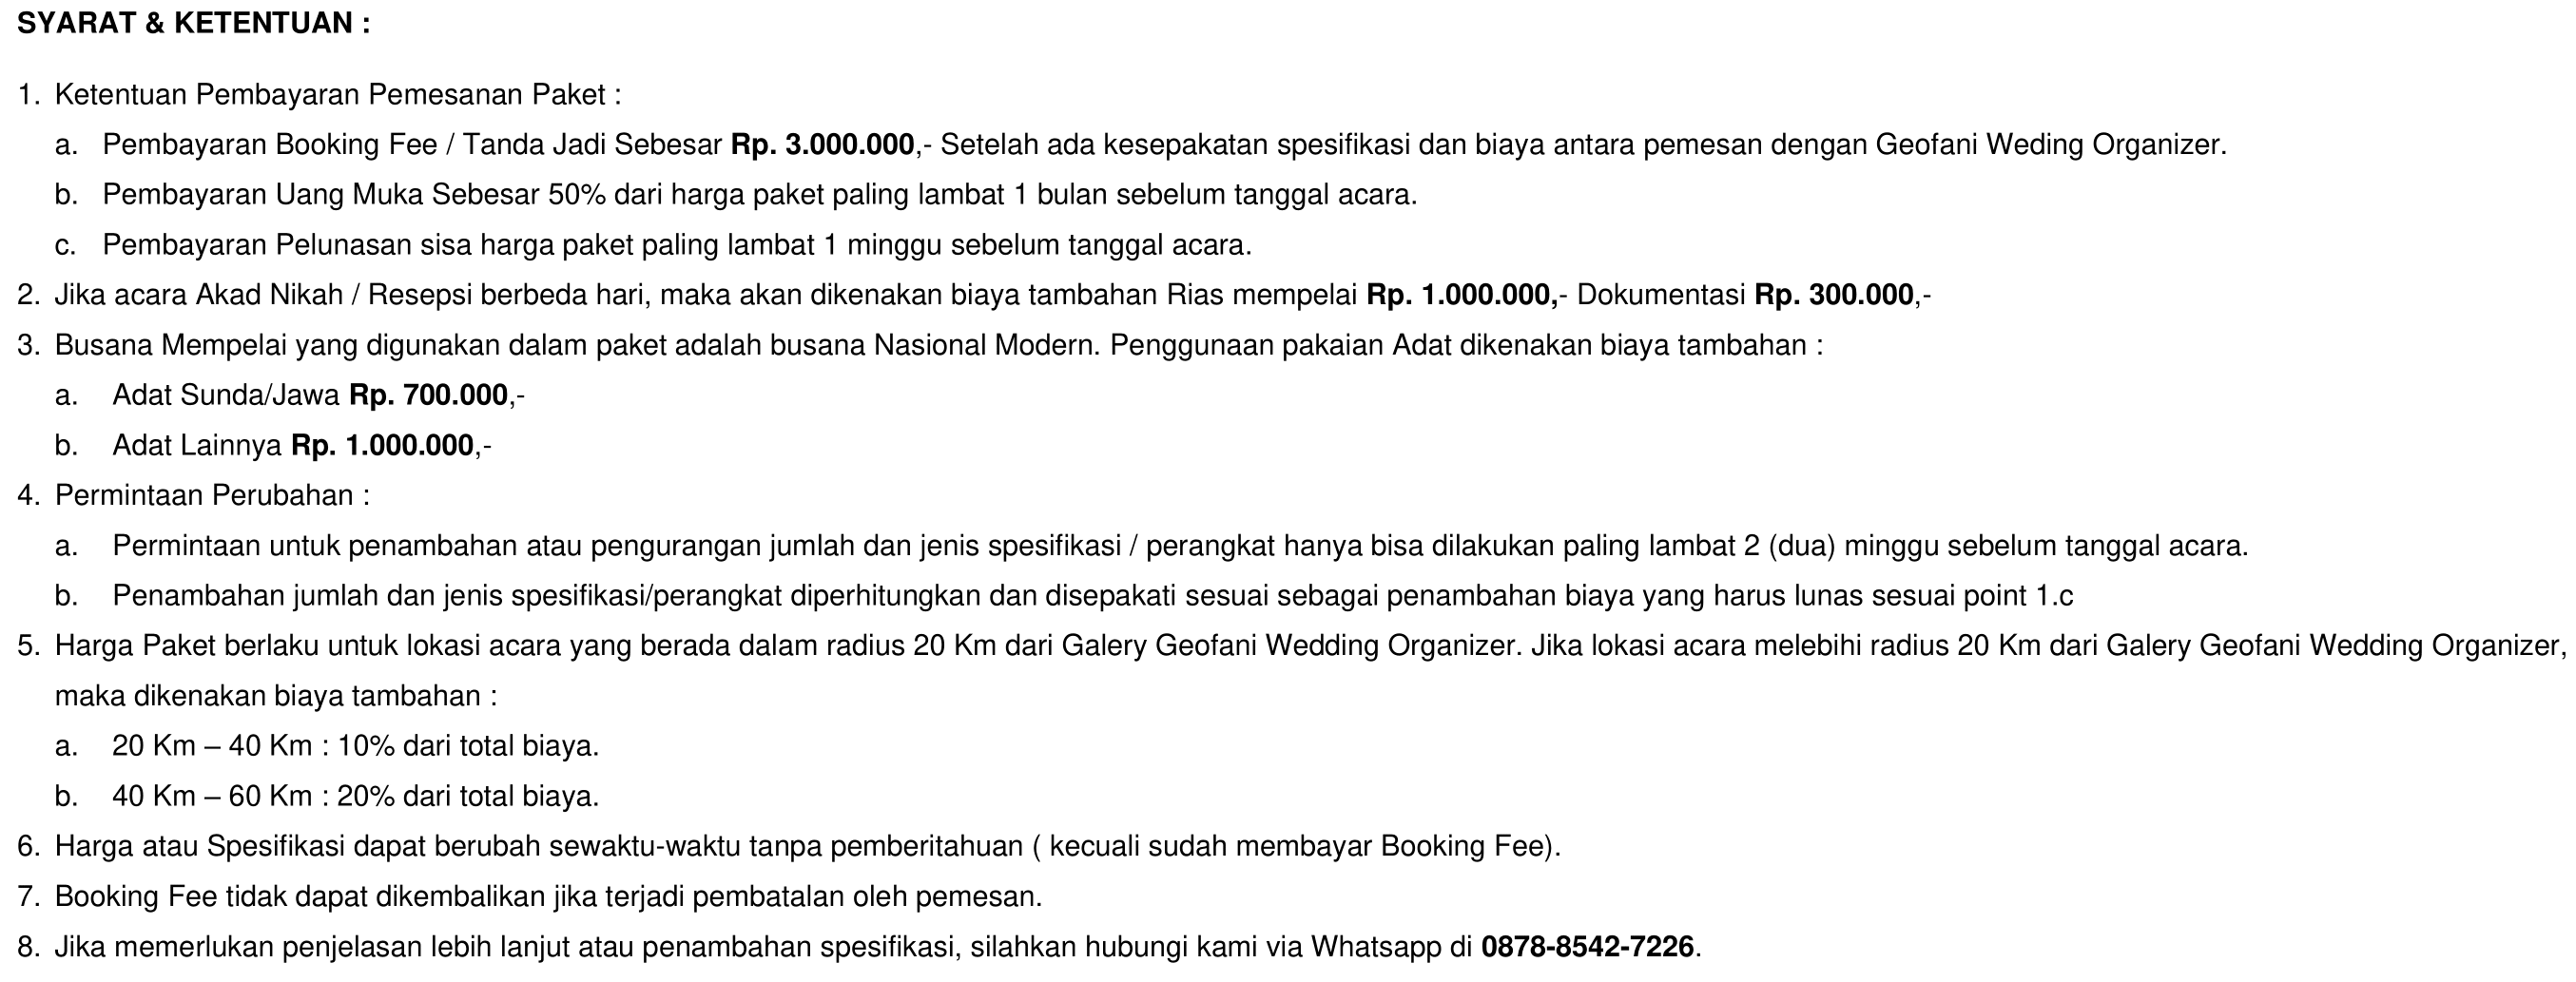 SYARAT & KETENTUAN :
1. Ketentuan Pembayaran Pemesanan Paket :
a. Pembayaran Booking Fee / Tanda Jadi Sebesar Rp. 3.000.000,- Setelah ada kesepakatan spesifikasi dan biaya antara pemesan dengan Geofani Weding Organizer.
b. Pembayaran Uang Muka Sebesar 50% dari harga paket paling lambat 1 bulan sebelum tanggal acara.
c. Pembayaran Pelunasan sisa harga paket paling lambat 1 minggu sebelum tanggal acara.
2. Jika acara Akad Nikah / Resepsi berbeda hari, maka akan dikenakan biaya tambahan Rias mempelai Rp. 1.000.000,- Dokumentasi Rp. 300.000,-
3. Busana Mempelai yang digunakan dalam paket adalah busana Nasional Modern. Penggunaan pakaian Adat dikenakan biaya tambahan :
a. Adat Sunda/Jawa Rp. 700.000,-
b. Adat Lainnya Rp. 1.000.000,-
4. Permintaan Perubahan :
a. Permintaan untuk penambahan atau pengurangan jumlah dan jenis spesifikasi / perangkat hanya bisa dilakukan paling lambat 2 (dua) minggu sebelum tanggal acara.
b. Penambahan jumlah dan jenis spesifikasi/perangkat diperhitungkan dan disepakati sesuai sebagai penambahan biaya yang harus lunas sesuai point 1.c
5. Harga Paket berlaku untuk lokasi acara yang berada dalam radius 20 Km dari Galery Geofani Wedding Organizer. Jika lokasi acara melebihi radius 20 Km dari Galery Geofani Wedding Organizer,
maka dikenakan biaya tambahan :
a. 20 Km – 40 Km : 10% dari total biaya.
b. 40 Km – 60 Km : 20% dari total biaya.
6. Harga atau Spesifikasi dapat berubah sewaktu-waktu tanpa pemberitahuan ( kecuali sudah membayar Booking Fee).
7. Booking Fee tidak dapat dikembalikan jika terjadi pembatalan oleh pemesan.
8. Jika memerlukan penjelasan lebih lanjut atau penambahan spesifikasi, silahkan hubungi kami via Whatsapp di 0878-8542-7226.